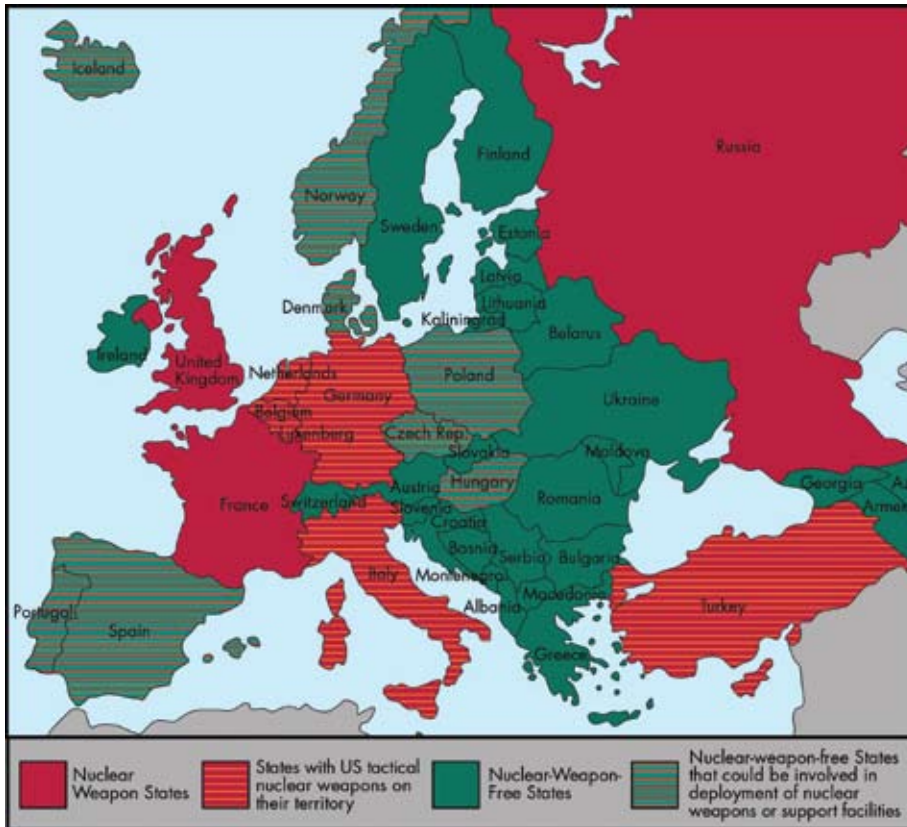 Iceland
Russia
Finland
Norway
Sweden
Estonia
Latvia
Denmark
Lithuania
Kaliningrad
Belarus
Ireland
United
Kingdom
Netherlands
Poland
Germany
Ukraine
Belgium
Luxenberg
Czech Rep.
Slovakia
Moldova
Hungary
Austria
Switzerland
France
Slovenia
Romania
Georgia
Croatia
Armen
Bosnia
Serbia
Bulgaria
Italy
Montenegro
Macedonia
Albania
Turkey
Portugal
Spain
Greece
Nuclear
Weapon States
States with US tactical
nuclear weapons on
their territory
Nuclear-Weapon-
Free States
Nuclear-weapon-free States
that could be involved in
deployment of nuclear
weapons or support facilities